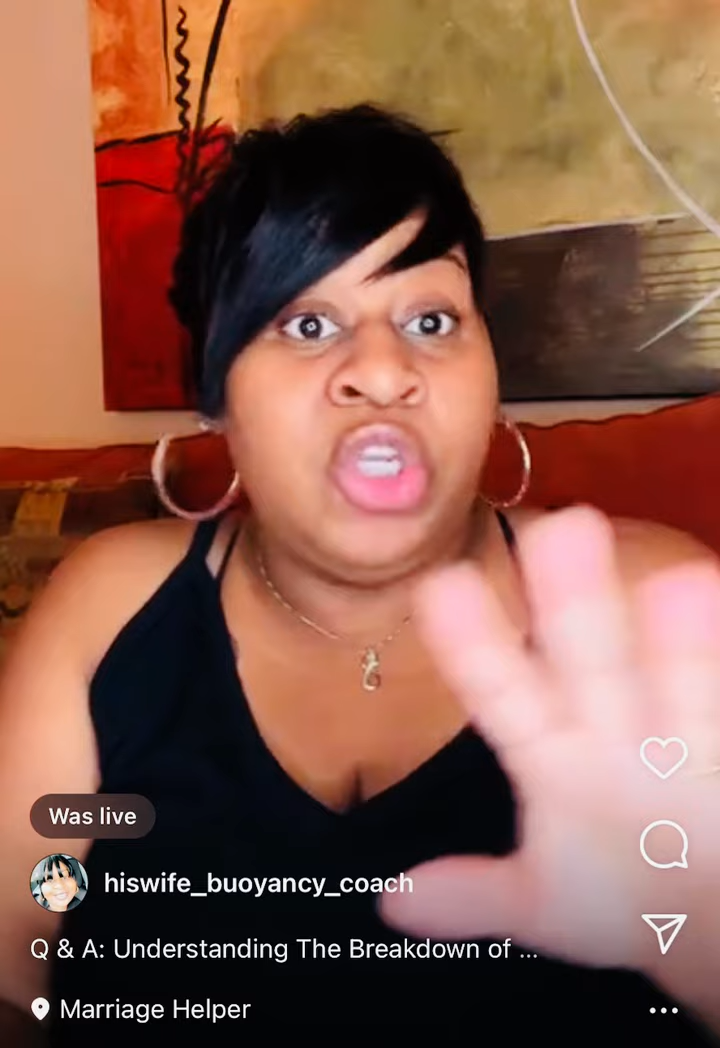 Was live
hiswife_buoyancy_coach
Q & A: Understanding The Breakdown of ...
Marriage Helper